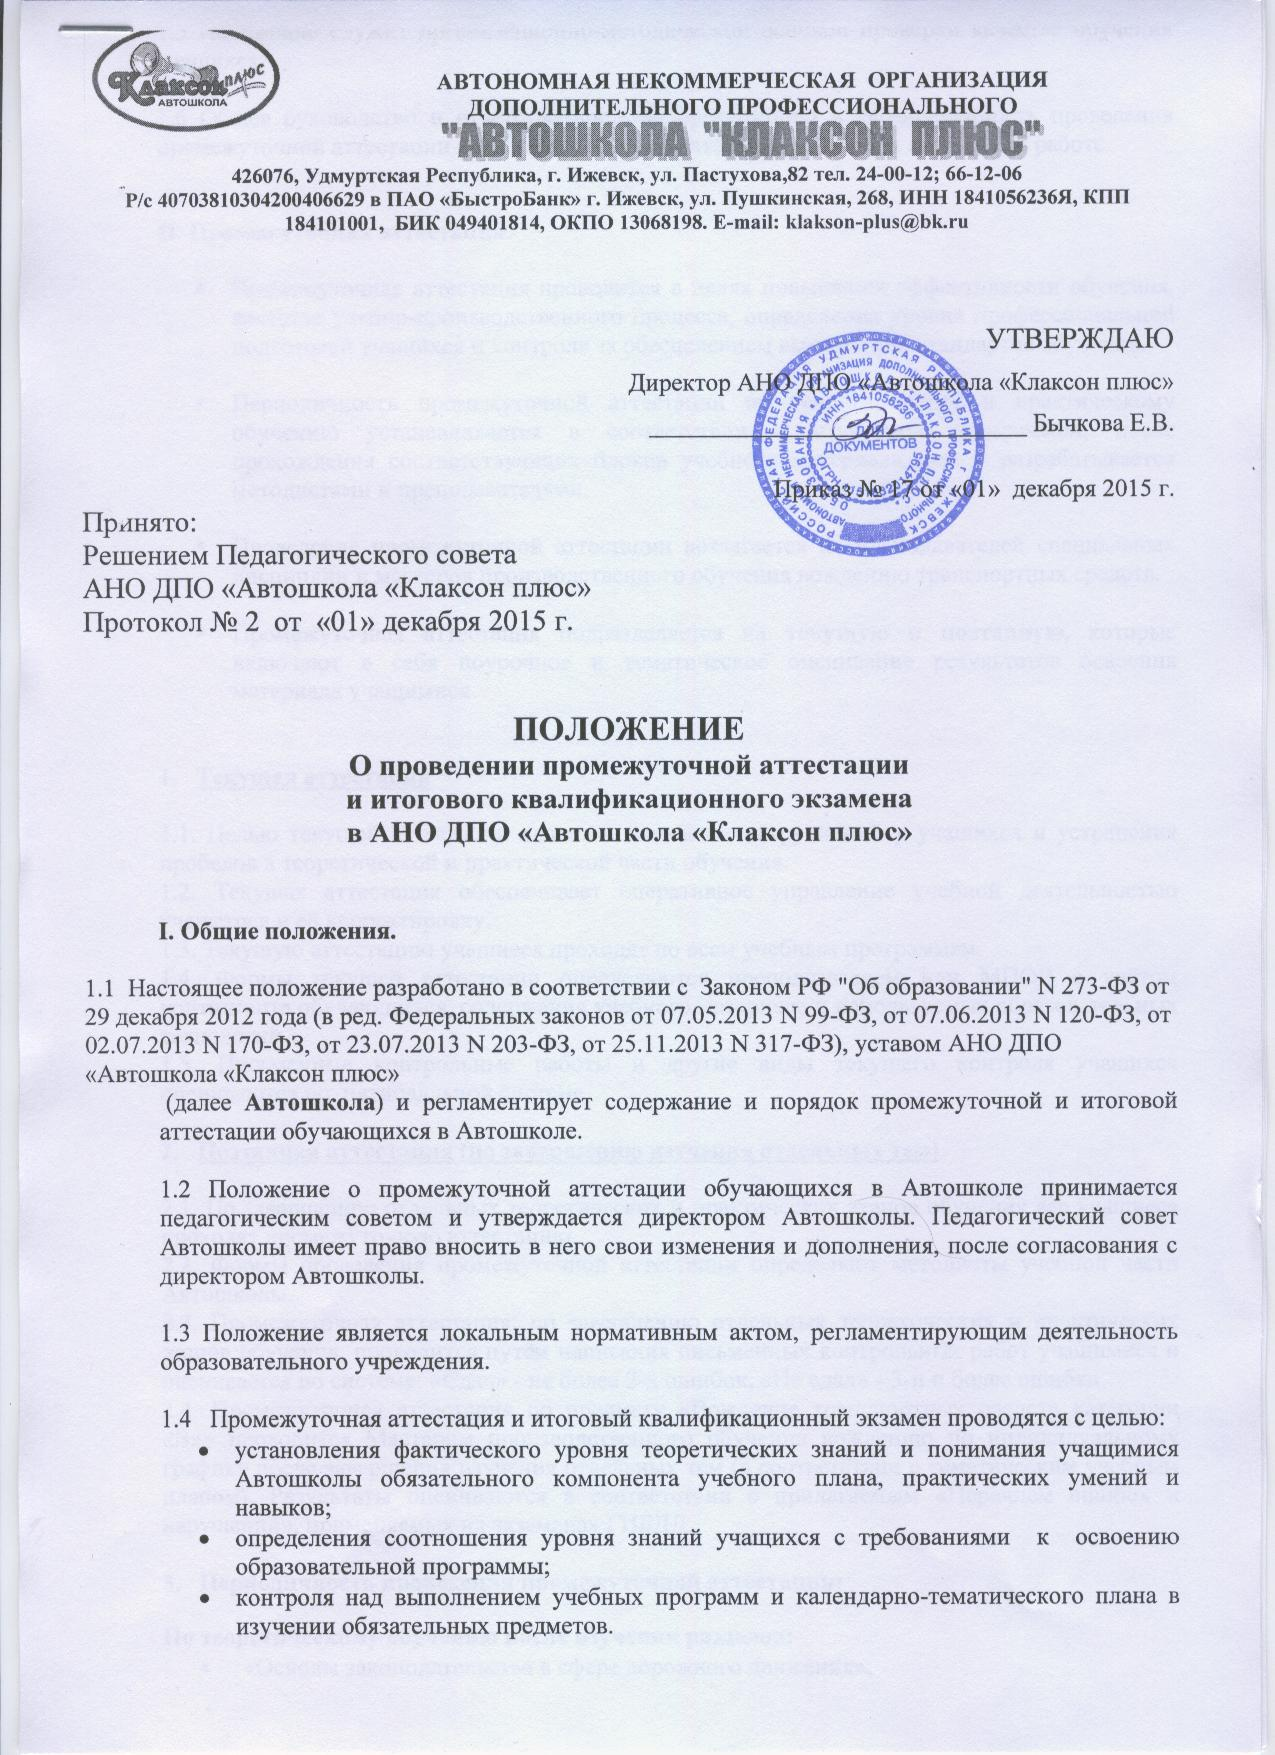 Клаксон плюс
АВТОШКОЛА
АВТОНОМНАЯ НЕКОММЕРЧЕСКАЯ ОРГАНИЗАЦИЯ
ДОПОЛНИТЕЛЬНОГО ПРОФЕССИОНАЛЬНОГО
"АВТОШКОЛА "КЛАКСОН ПЛЮС"
426076, Удмуртская Республика, г. Ижевск, ул. Пастухова,82 тел. 24-00-12; 66-12-06
Р/с 40703810304200406629 в ПАО «БыстроБанк» г. Ижевск, ул. Пушкинская, 268, ИНН 1841056236Я, КПП
184101001, БИК 049401814, ОКПО 13068198. E-mail: klakson-plus@bk.ru
УТВЕРЖДАЮ
Директор АНО ДПО «Автошкола «Клаксон плюс»
Бычкова Е.В.
ИНН 1841056236
ДЛЯ
ДОКУМЕНТОВ
Приказ № 17 от «01» декабря 2015 г.
Принято:
Решением Педагогического совета
АНО ДПО «Автошкола «Клаксон плюс»
Протокол № 2 от «01» декабря 2015 г.
ПОЛОЖЕНИЕ
О проведении промежуточной аттестации
и итогового квалификационного экзамена
в АНО ДПО «Автошкола «Клаксон плюс»
I. Общие положения.
1.1 Настоящее положение разработано в соответствии с Законом РФ "Об образовании" N 273-ФЗ от
29 декабря 2012 года (в ред. Федеральных законов от 07.05.2013 N 99-ФЗ, от 07.06.2013 N 120-ФЗ, от
02.07.2013 N 170-ФЗ, от 23.07.2013 N 203-ФЗ, от 25.11.2013 N 317-ФЗ), уставом АНО ДПО
«Автошкола «Клаксон плюс»
(далее Автошкола) и регламентирует содержание и порядок промежуточной и итоговой
аттестации обучающихся в Автошколе.
1.2 Положение о промежуточной аттестации обучающихся в Автошколе принимается
педагогическим советом и утверждается директором Автошколы. Педагогический совет
Автошколы имеет право вносить в него свои изменения и дополнения, после согласования с
директором Автошколы.
1.3 Положение является локальным нормативным актом, регламентирующим деятельность
образовательного учреждения.
1.4 Промежуточная аттестация и итоговый квалификационный экзамен проводятся с целью:
• установления фактического уровня теоретических знаний и понимания учащимися
Автошколы обязательного компонента учебного плана, практических умений и
навыков;
• определения соотношения уровня знаний учащихся с требованиями к освоению
образовательной программы;
• контроля над выполнением учебных программ и календарно-тематического плана в
изучении обязательных предметов.